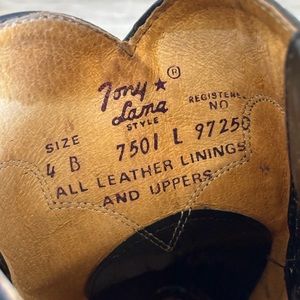 Tony ★ ®
Lama
STYLE
REGISTERED
NO
SIZE
4 B 7501 L 97250
ALL LEATHER LININGS
AND UPPERS